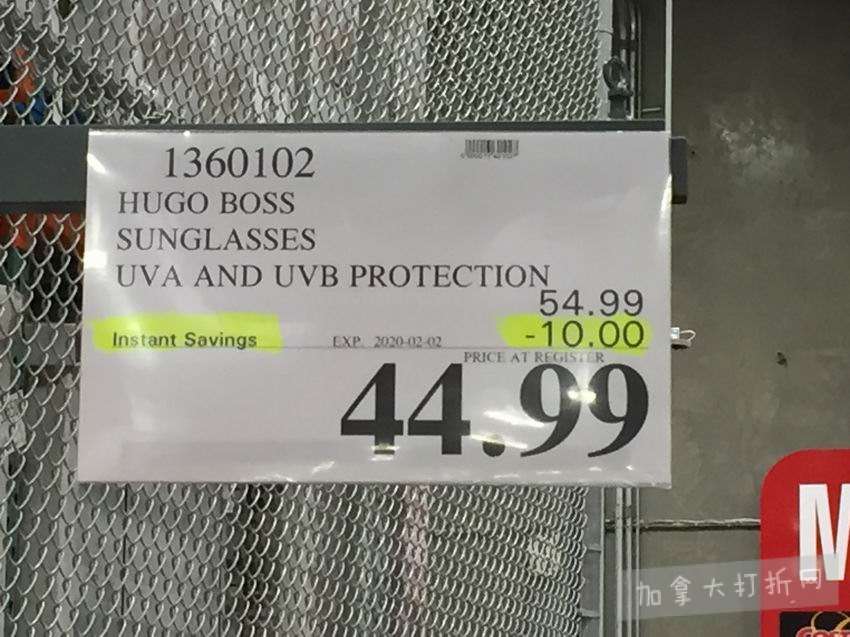 1360102
HUGO BOSS
SUNGLASSES
UVA AND UVB PROTECTION
54.99
Instant Savings EXP. 2020-02-02 -10.00
PRICE AT REGISTER
44.99
M
加拿大打折网